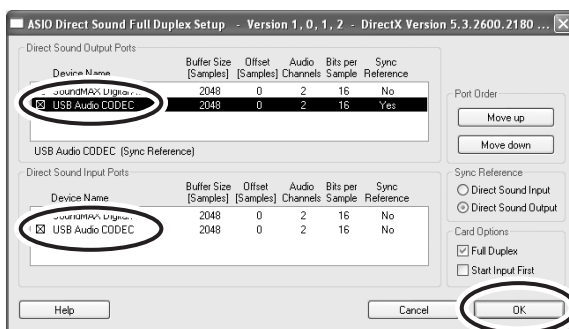 ASIO Direct Sound Full Duplex Setup - Version 1, 0, 1, 2 - DirectX Version 5.3.2600.2180 ...
Direct Sound Output Ports
Device Name Buffer Size [Samples] Offset [Samples] Audio Channels Bits per Sample Sync Reference
SoundMAX Digital 2048 0 2 16 No
USB Audio CODEC 2048 0 2 16 Yes
USB Audio CODEC (Sync Reference)
Direct Sound Input Ports
Device Name Buffer Size [Samples] Offset [Samples] Audio Channels Bits per Sample Sync Reference
SoundMAX Digital 2048 0 2 16 No
USB Audio CODEC 2048 0 2 16 No
Port Order
Move up
Move down
Sync Reference
Direct Sound Input
Direct Sound Output
Card Options
Full Duplex
Start Input First
Help
Cancel
OK